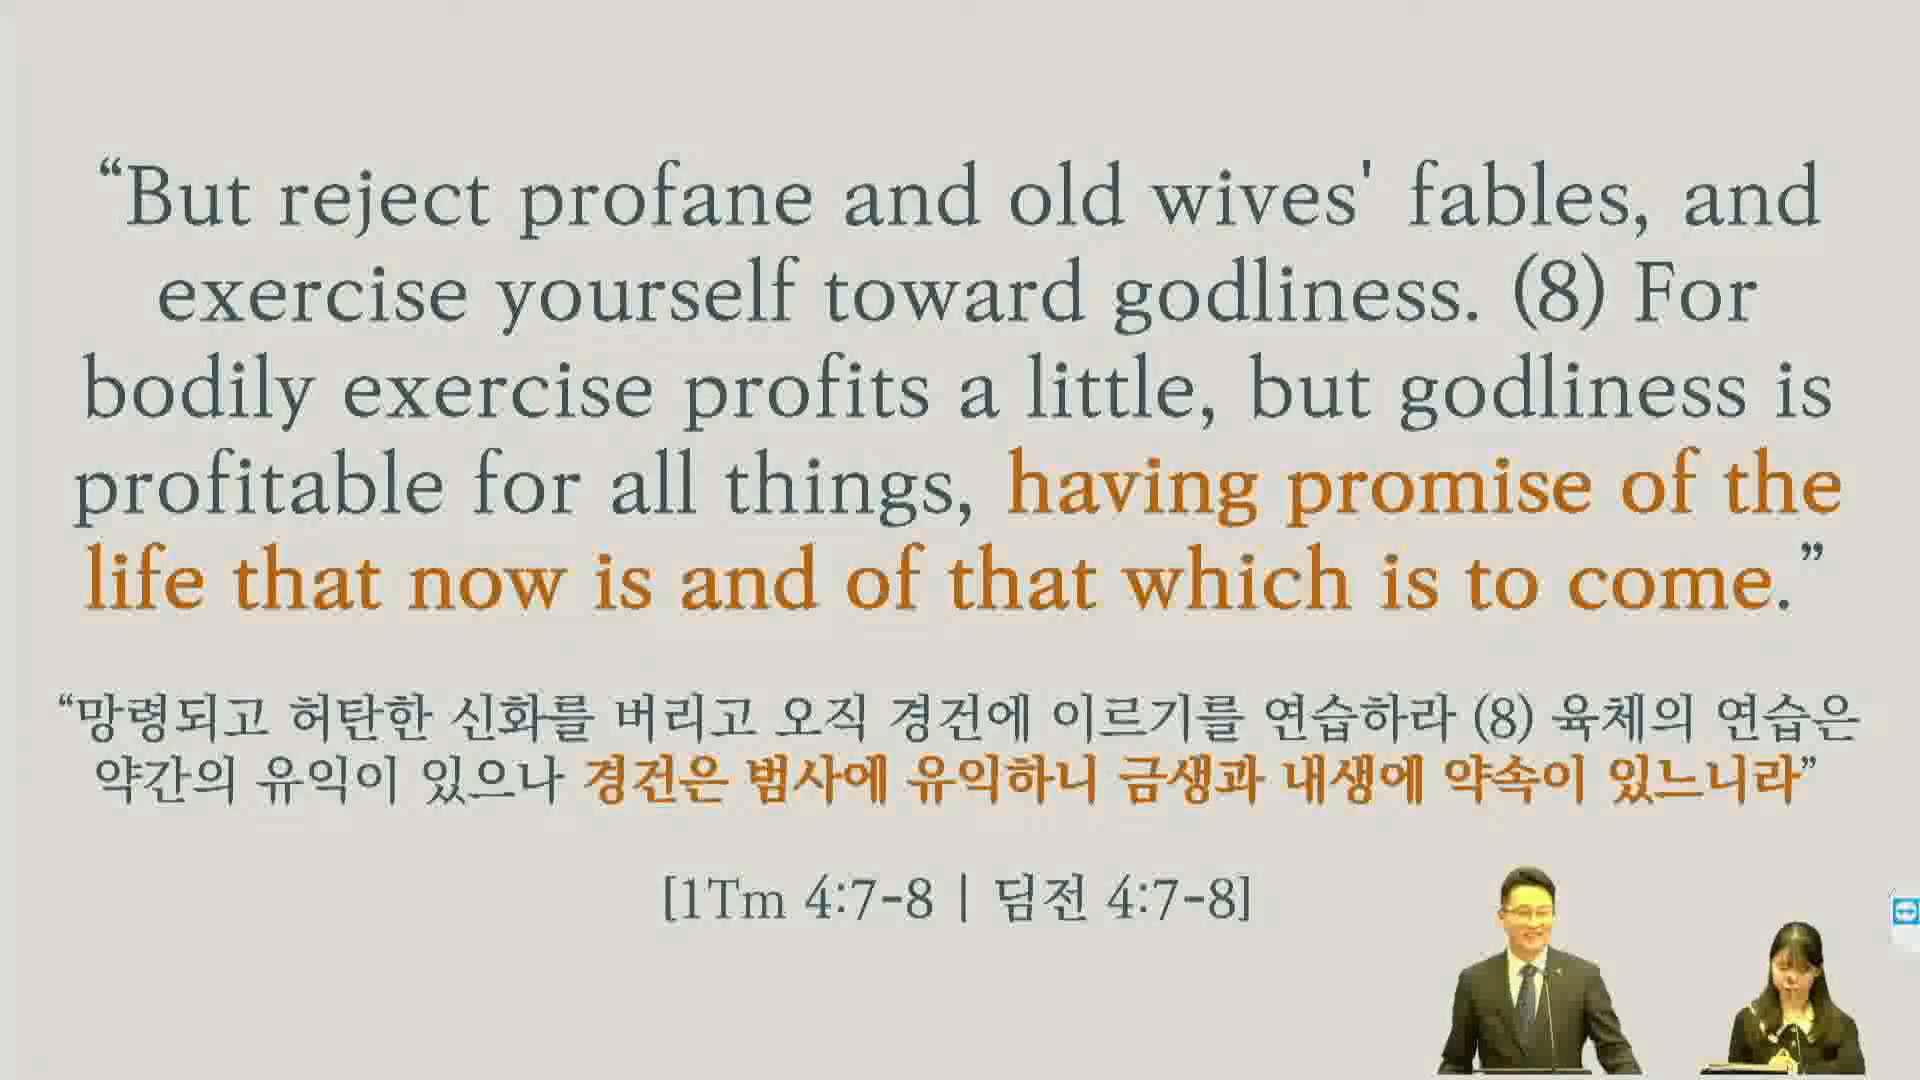 “But reject profane and old wives' fables, and
exercise yourself toward godliness. (8) For
bodily exercise profits a little, but godliness is
profitable for all things, having promise of the
life that now is and of that which is to come.”
“망령되고 허탄한 신화를 버리고 오직 경건에 이르기를 연습하라 (8) 육체의 연습은
약간의 유익이 있으나 경건은 범사에 유익하니 금생과 내생에 약속이 있느니라”
[1Tm 4:7-8 | 딤전 4:7-8]